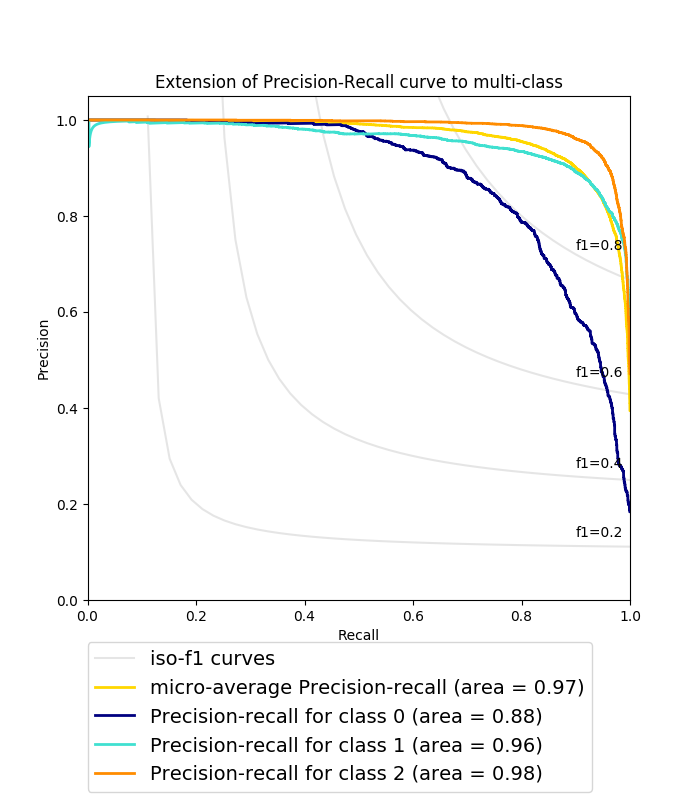 Extension of Precision-Recall curve to multi-class
1.0
0.8
f1=0.8
0.6
Precision
f1=0.6
0.4
f1=0.4
0.2
f1=0.2
0.0
0.0 0.2 0.4 0.6 0.8 1.0
Recall
iso-f1 curves
micro-average Precision-recall (area = 0.97)
Precision-recall for class 0 (area = 0.88)
Precision-recall for class 1 (area = 0.96)
Precision-recall for class 2 (area = 0.98)